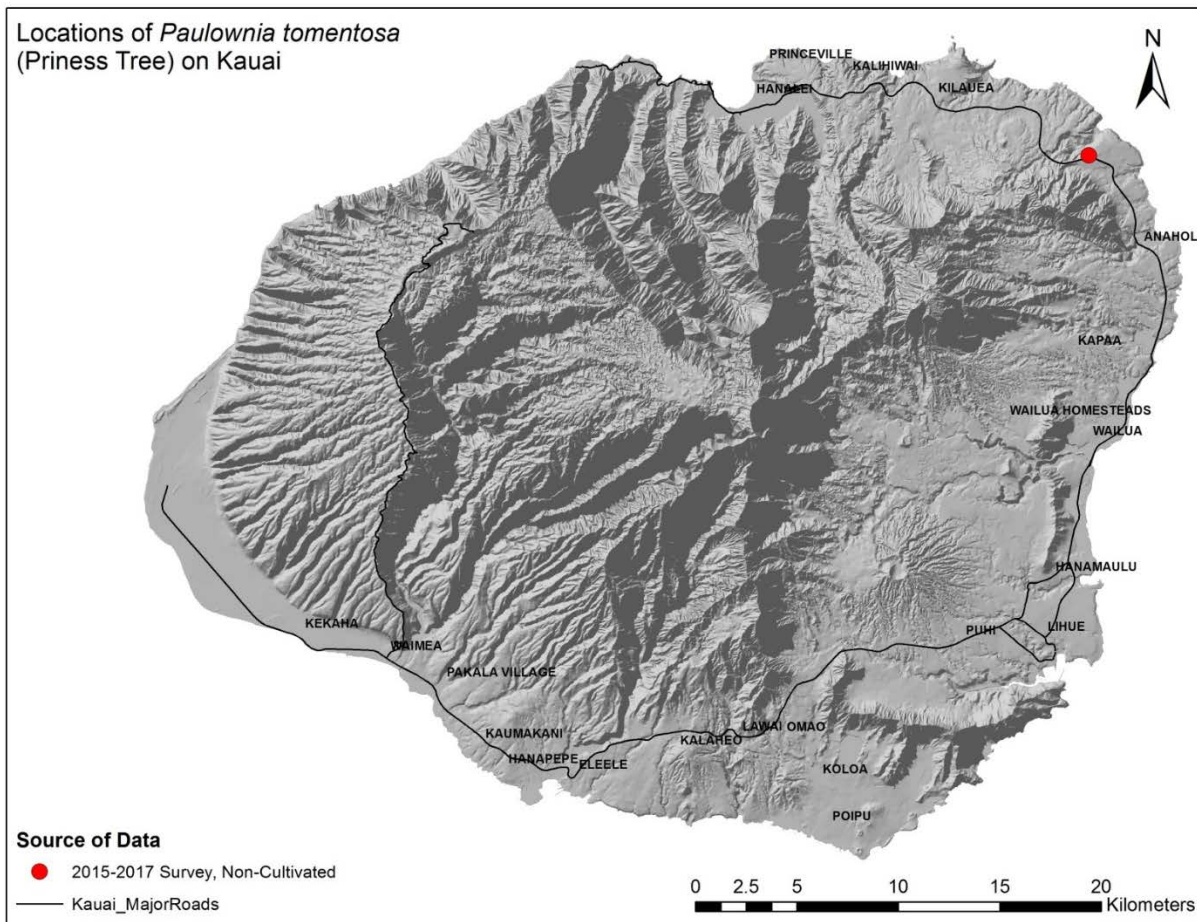 Locations of Paulownia tomentosa
(Priness Tree) on Kauai
N
PRINCEVILLE
KALIHIWAI
HANALEI
KILAUEA
ANAHOL
KAPAA
WAILUA HOMESTEADS
WAILUA
HANAMAULU
KEKAHA
WAIMEA
PUHI
LIHUE
PAKALA VILLAGE
KAUMAKANI
LAWAI
OMAO
KALAHEO
HANAPEPE
ELEELE
KOLOA
POIPU
Source of Data
2015-2017 Survey, Non-Cultivated
Kauai_MajorRoads
0 2.5 5 10 15 20
Kilometers